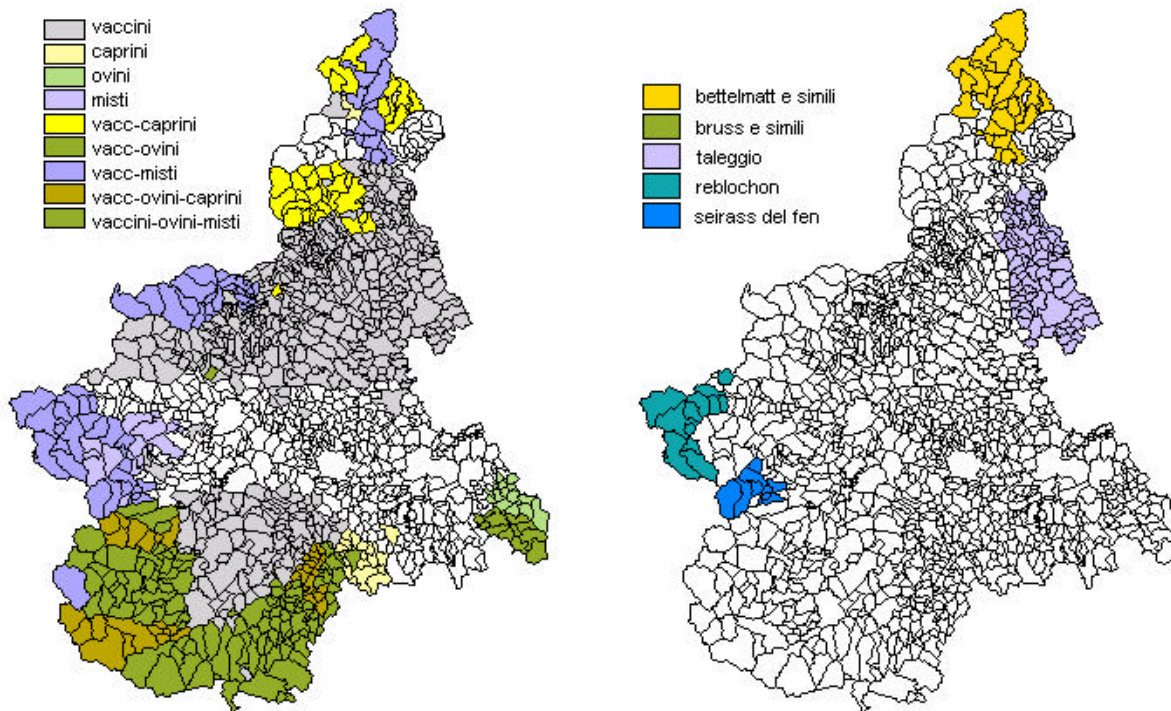 vaccini
caprini
ovini
misti
vacc-caprini
vacc-ovini
vacc-misti
vacc-ovini-caprini
vaccini-ovini-misti
bettelmatt e simili
bruss e simili
taleggio
reblochon
seirass del fen